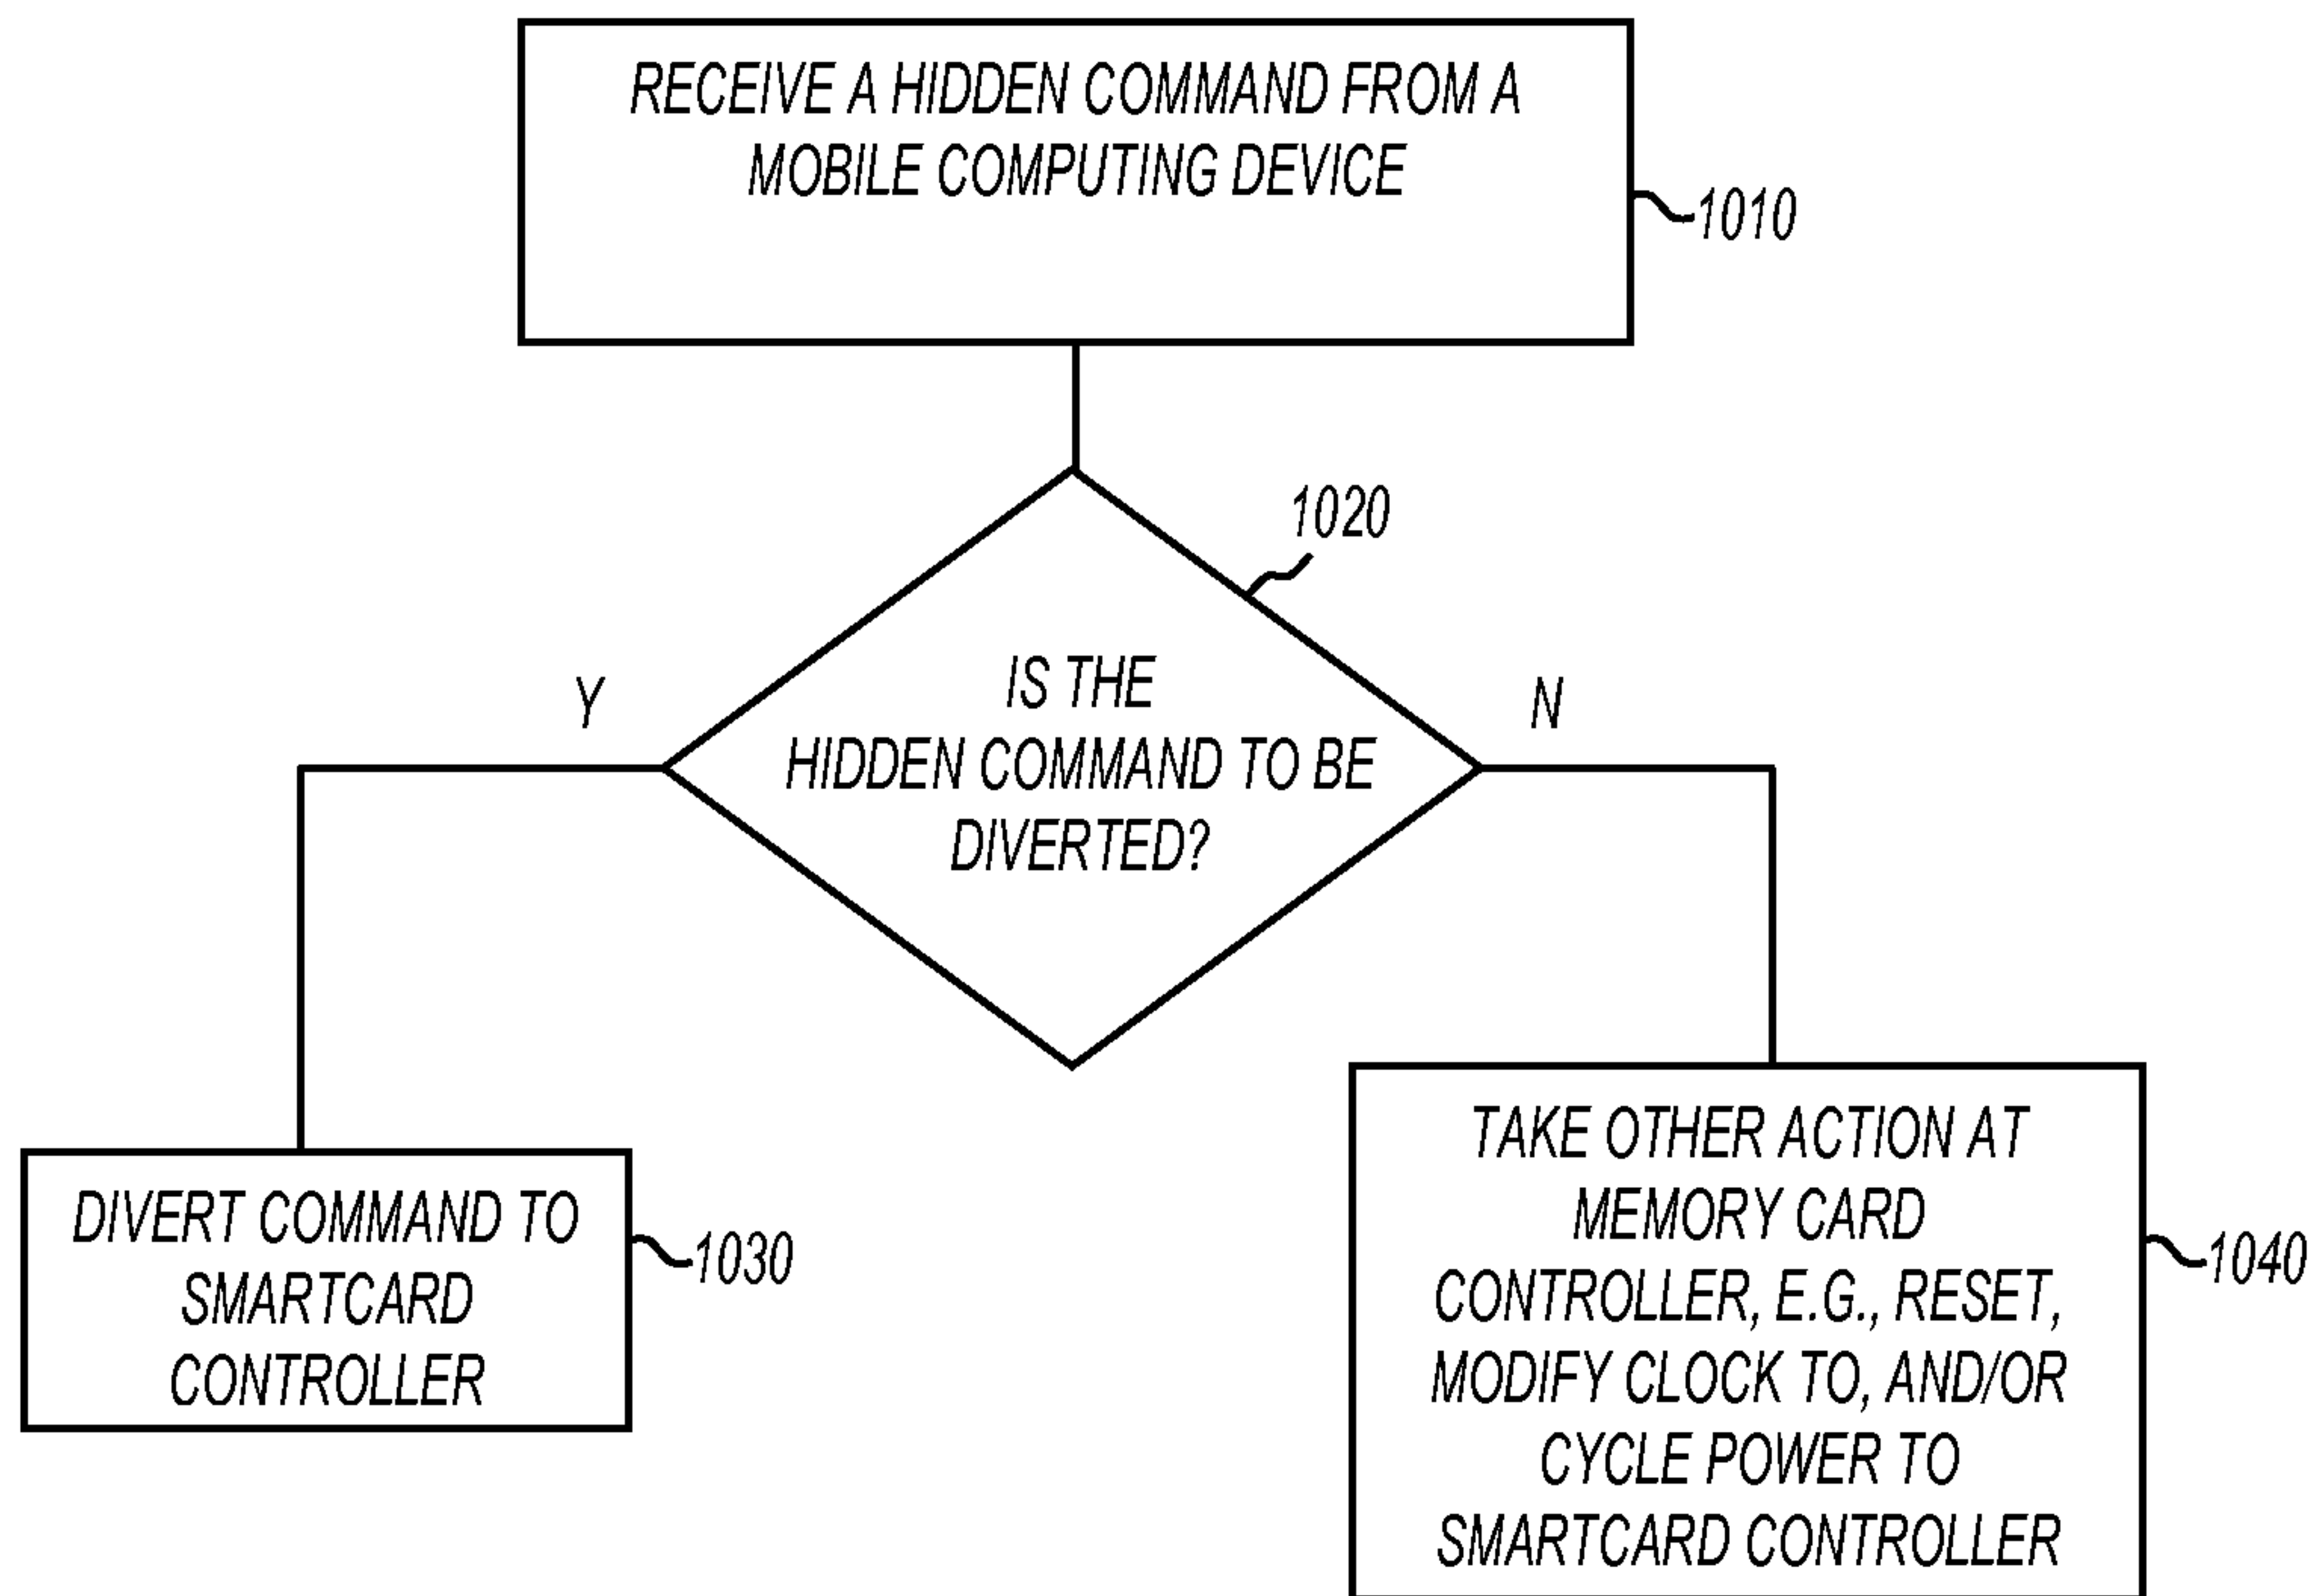 RECEIVE A HIDDEN COMMAND FROM A
MOBILE COMPUTING DEVICE
1010
1020
IS THE
HIDDEN COMMAND TO BE
DIVERTED?
Y
N
DIVERT COMMAND TO
SMARTCARD
CONTROLLER
1030
TAKE OTHER ACTION AT
MEMORY CARD
CONTROLLER, E.G., RESET,
MODIFY CLOCK TO, AND/OR
CYCLE POWER TO
SMARTCARD CONTROLLER
1040